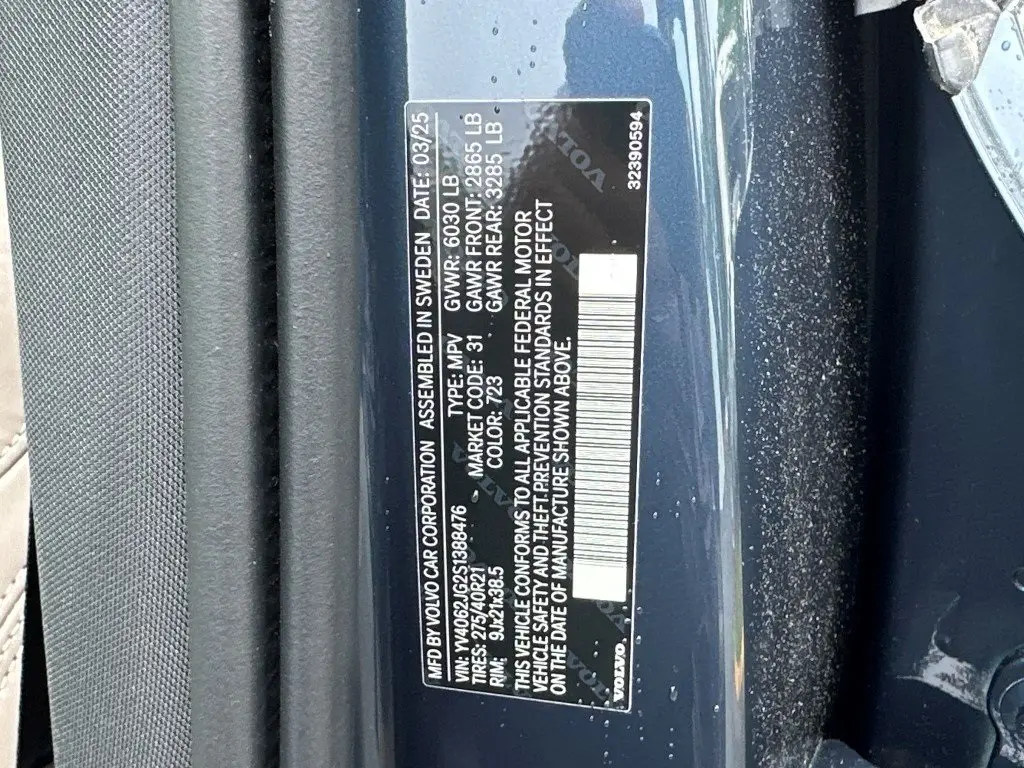 MFD BY VOLVO CAR CORPORATION ASSEMBLED IN SWEDEN DATE: 03/25
VIN: YV4062JG2S1388476 TYPE: MPV GVWR: 6030 LB
TIRES: 275/40R21 MARKET CODE: 31 GAWR FRONT: 2865 LB
RIM: 9Jx21x38.5 COLOR: 723 GAWR REAR: 3285 LB
THIS VEHICLE CONFORMS TO ALL APPLICABLE FEDERAL MOTOR
VEHICLE SAFETY AND THEFT PREVENTION STANDARDS IN EFFECT
ON THE DATE OF MANUFACTURE SHOWN ABOVE.
VOLVO 32390594